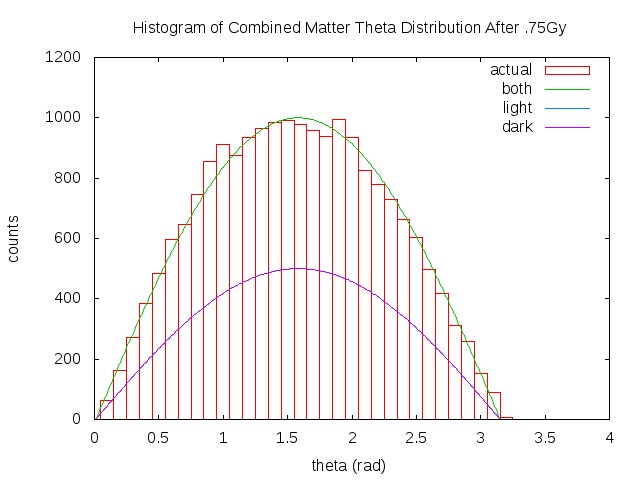 Histogram of Combined Matter Theta Distribution After .75Gy
1200
1000
800
600
400
200
0
counts
actual
both
light
dark
0 0.5 1 1.5 2 2.5 3 3.5 4
theta (rad)